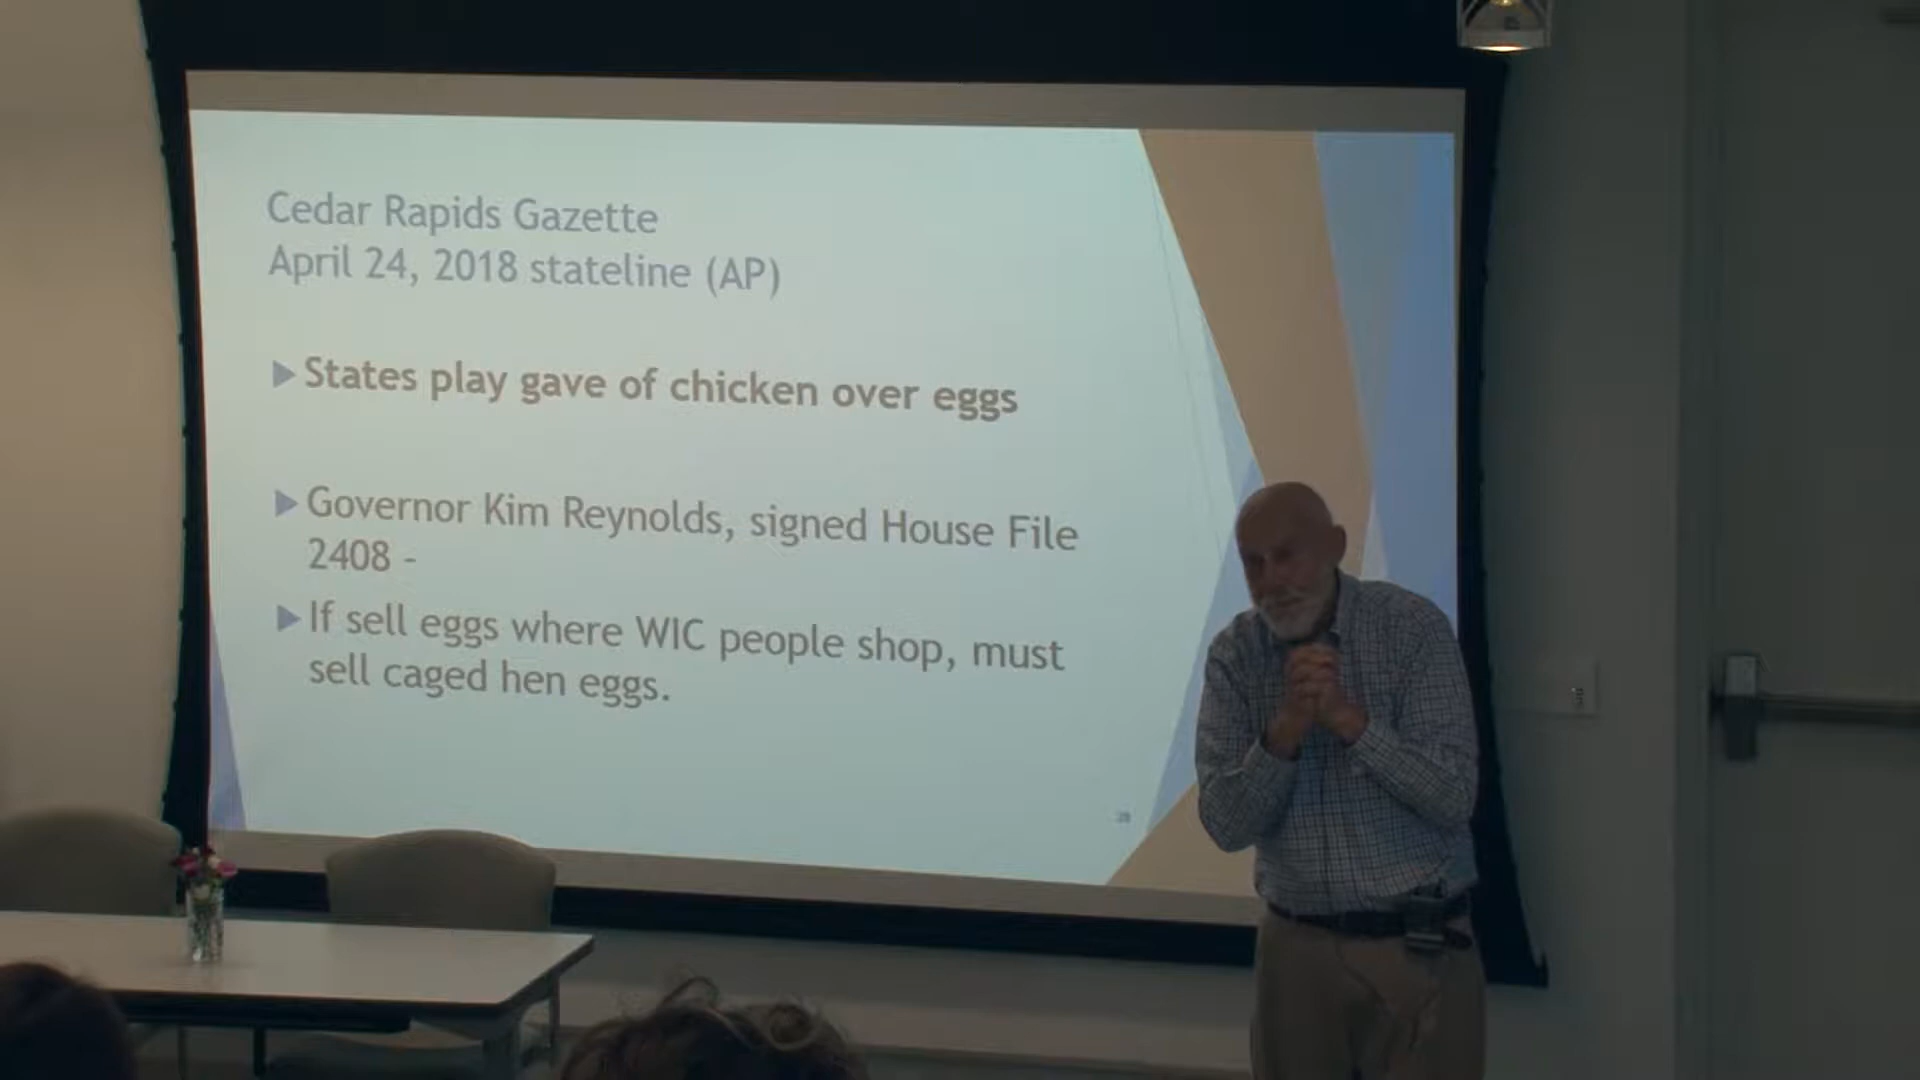 Cedar Rapids Gazette
April 24, 2018 stateline (AP)
States play gave of chicken over eggs
Governor Kim Reynolds, signed House File
2408 -
If sell eggs where WIC people shop, must
sell caged hen eggs.